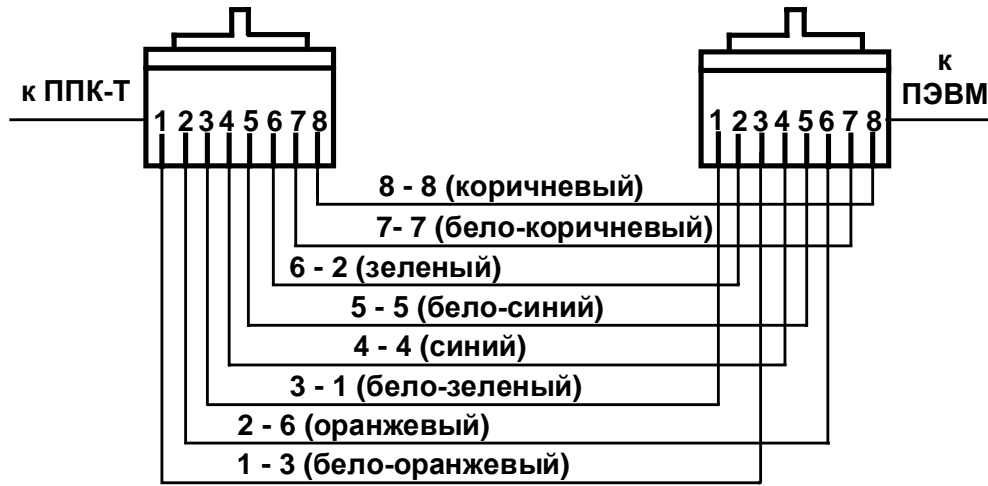 к ППК-Т
к
ПЭВМ
1 2 3 4 5 6 7 8
1 2 3 4 5 6 7 8
8 - 8 (коричневый)
7- 7 (бело-коричневый)
6 - 2 (зеленый)
5 - 5 (бело-синий)
4 - 4 (синий)
3 - 1 (бело-зеленый)
2 - 6 (оранжевый)
1 - 3 (бело-оранжевый)